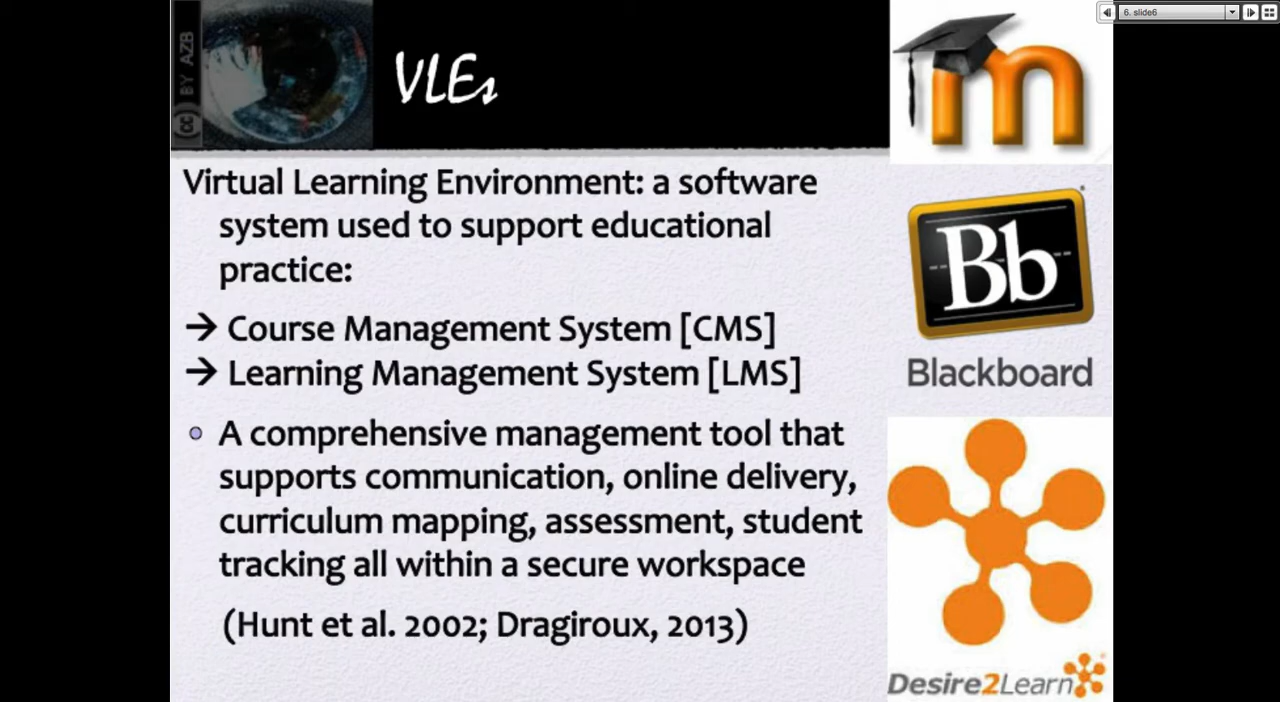 6. slide6
(cc) BY AZB
VLEs
m
Virtual Learning Environment: a software
system used to support educational
practice:
→ Course Management System [CMS]
→ Learning Management System [LMS]
Bb
Blackboard
A comprehensive management tool that
supports communication, online delivery,
curriculum mapping, assessment, student
tracking all within a secure workspace
(Hunt et al. 2002; Dragiroux, 2013)
Desire2Learn